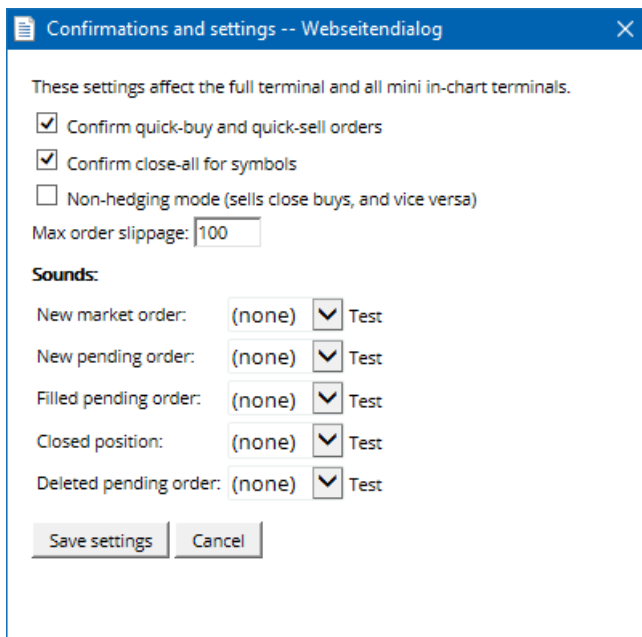 Confirmations and settings -- Webseitendialog
These settings affect the full terminal and all mini in-chart terminals.
Confirm quick-buy and quick-sell orders
Confirm close-all for symbols
Non-hedging mode (sells close buys, and vice versa)
Max order slippage: 100
Sounds:
New market order: (none) Test
New pending order: (none) Test
Filled pending order: (none) Test
Closed position: (none) Test
Deleted pending order: (none) Test
Save settings Cancel